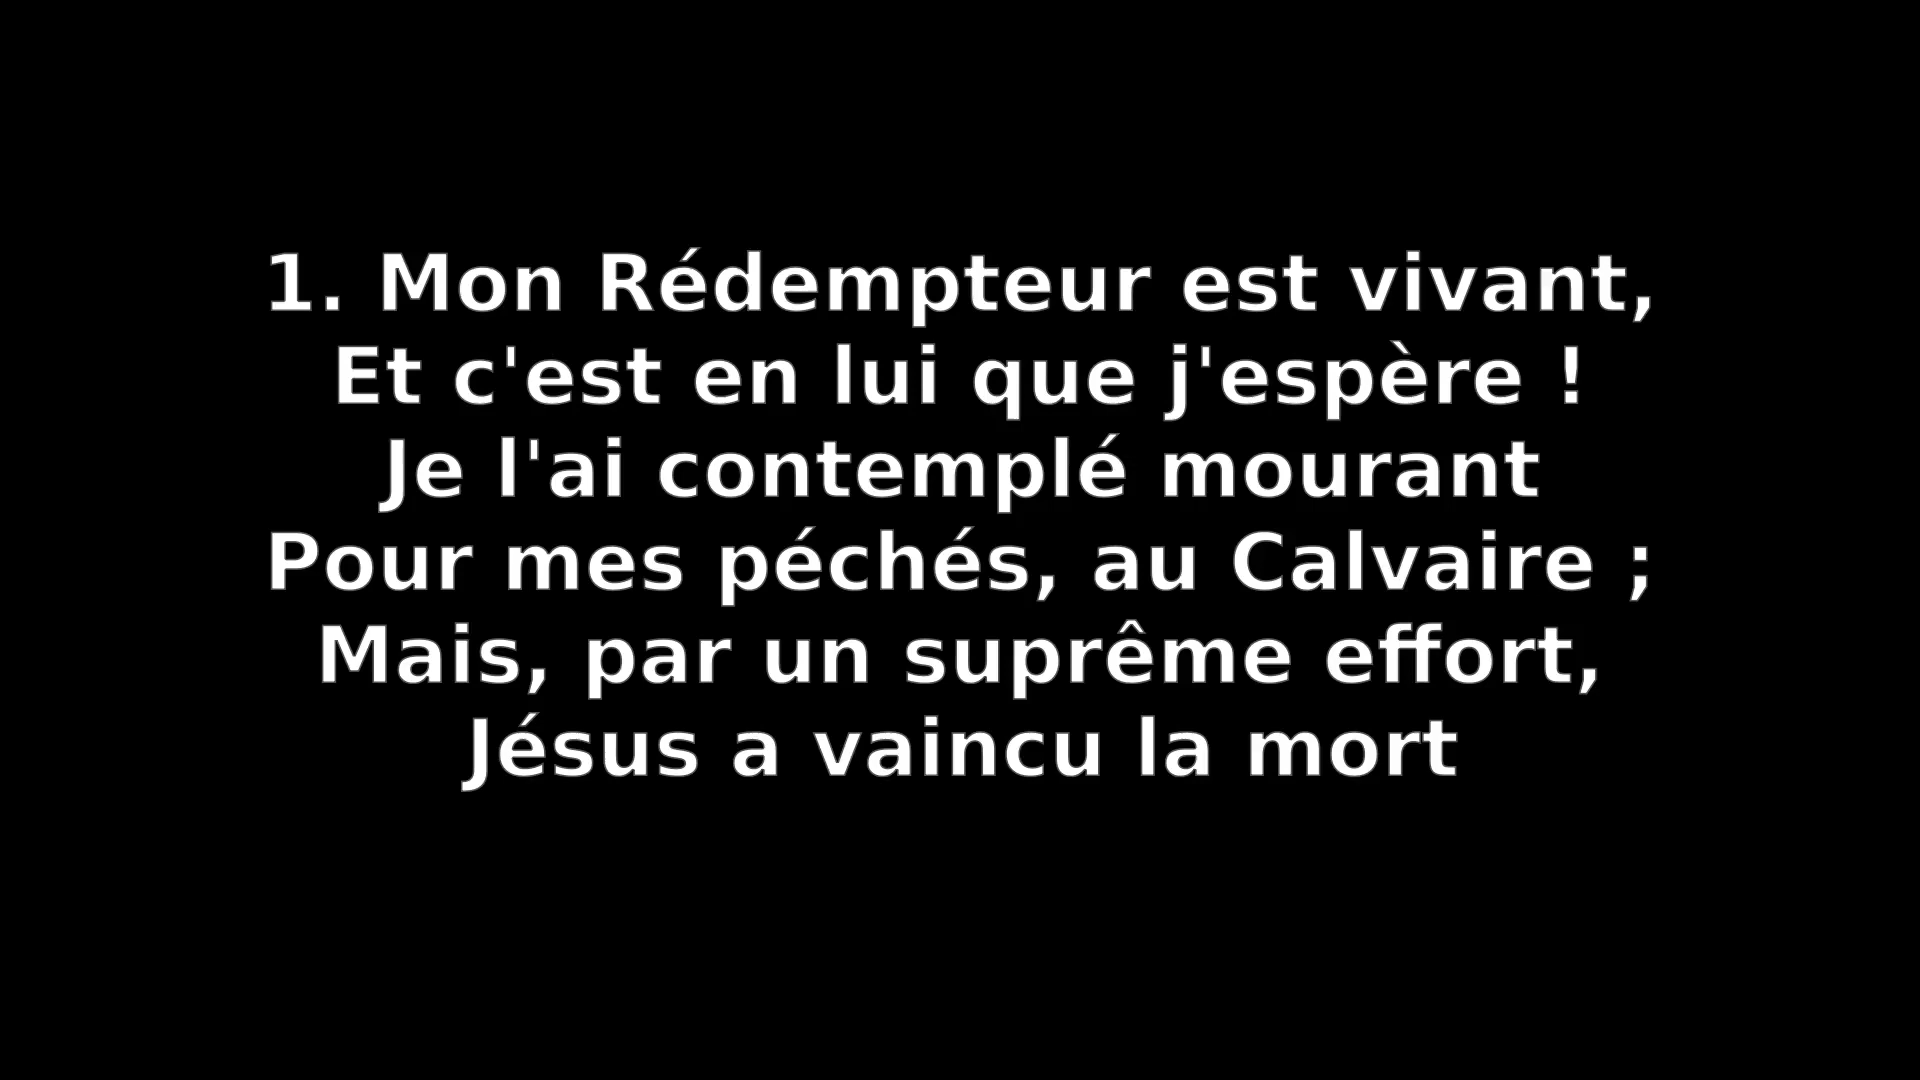 1. Mon Rédempteur est vivant,
Et c'est en lui que j'espère !
Je l'ai contemplé mourant
Pour mes péchés, au Calvaire ;
Mais, par un suprême effort,
Jésus a vaincu la mort